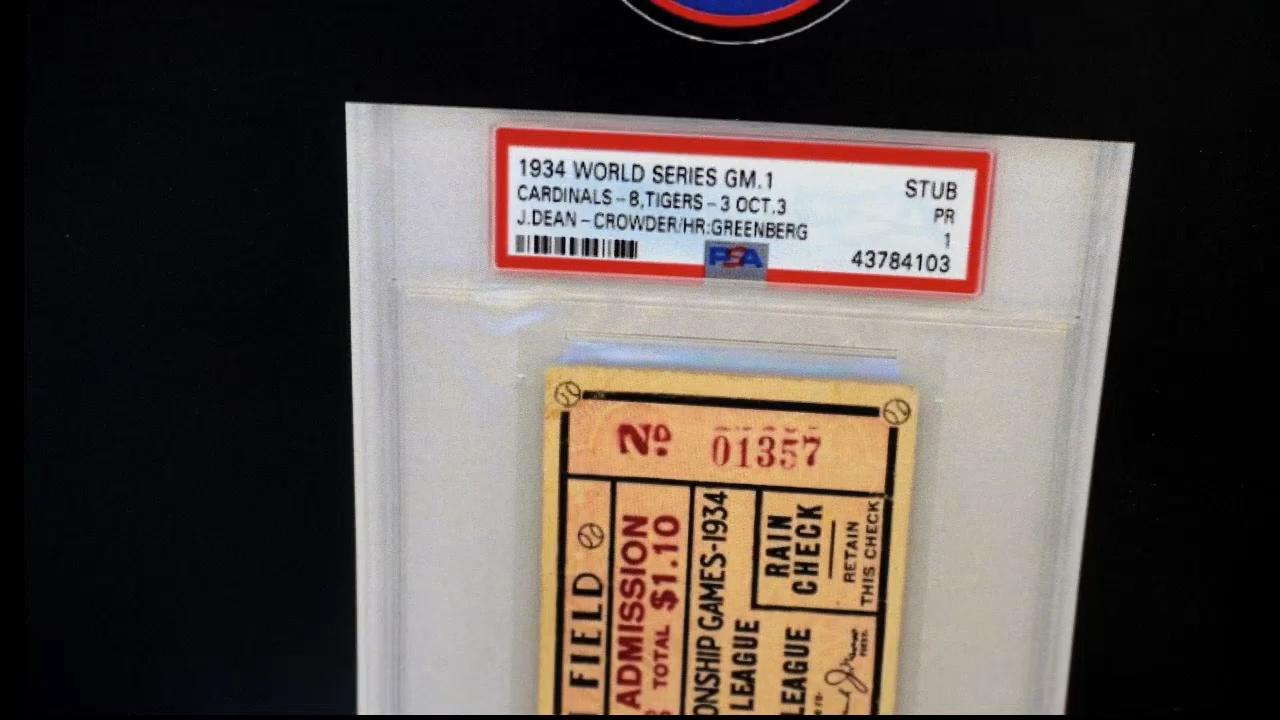 1934 WORLD SERIES GM.1
CARDINALS-8,TIGERS-3 OCT.3
J.DEAN-CROWDER/HR:GREENBERG
STUB
PR
1
43784103
PSA
2ND.
01357
FIELD
ADMISSION
TOTAL $1.10
GAMES-1934
LEAGUE
LEAGUE
RAIN
CHECK
RETAIN
THIS CHECK